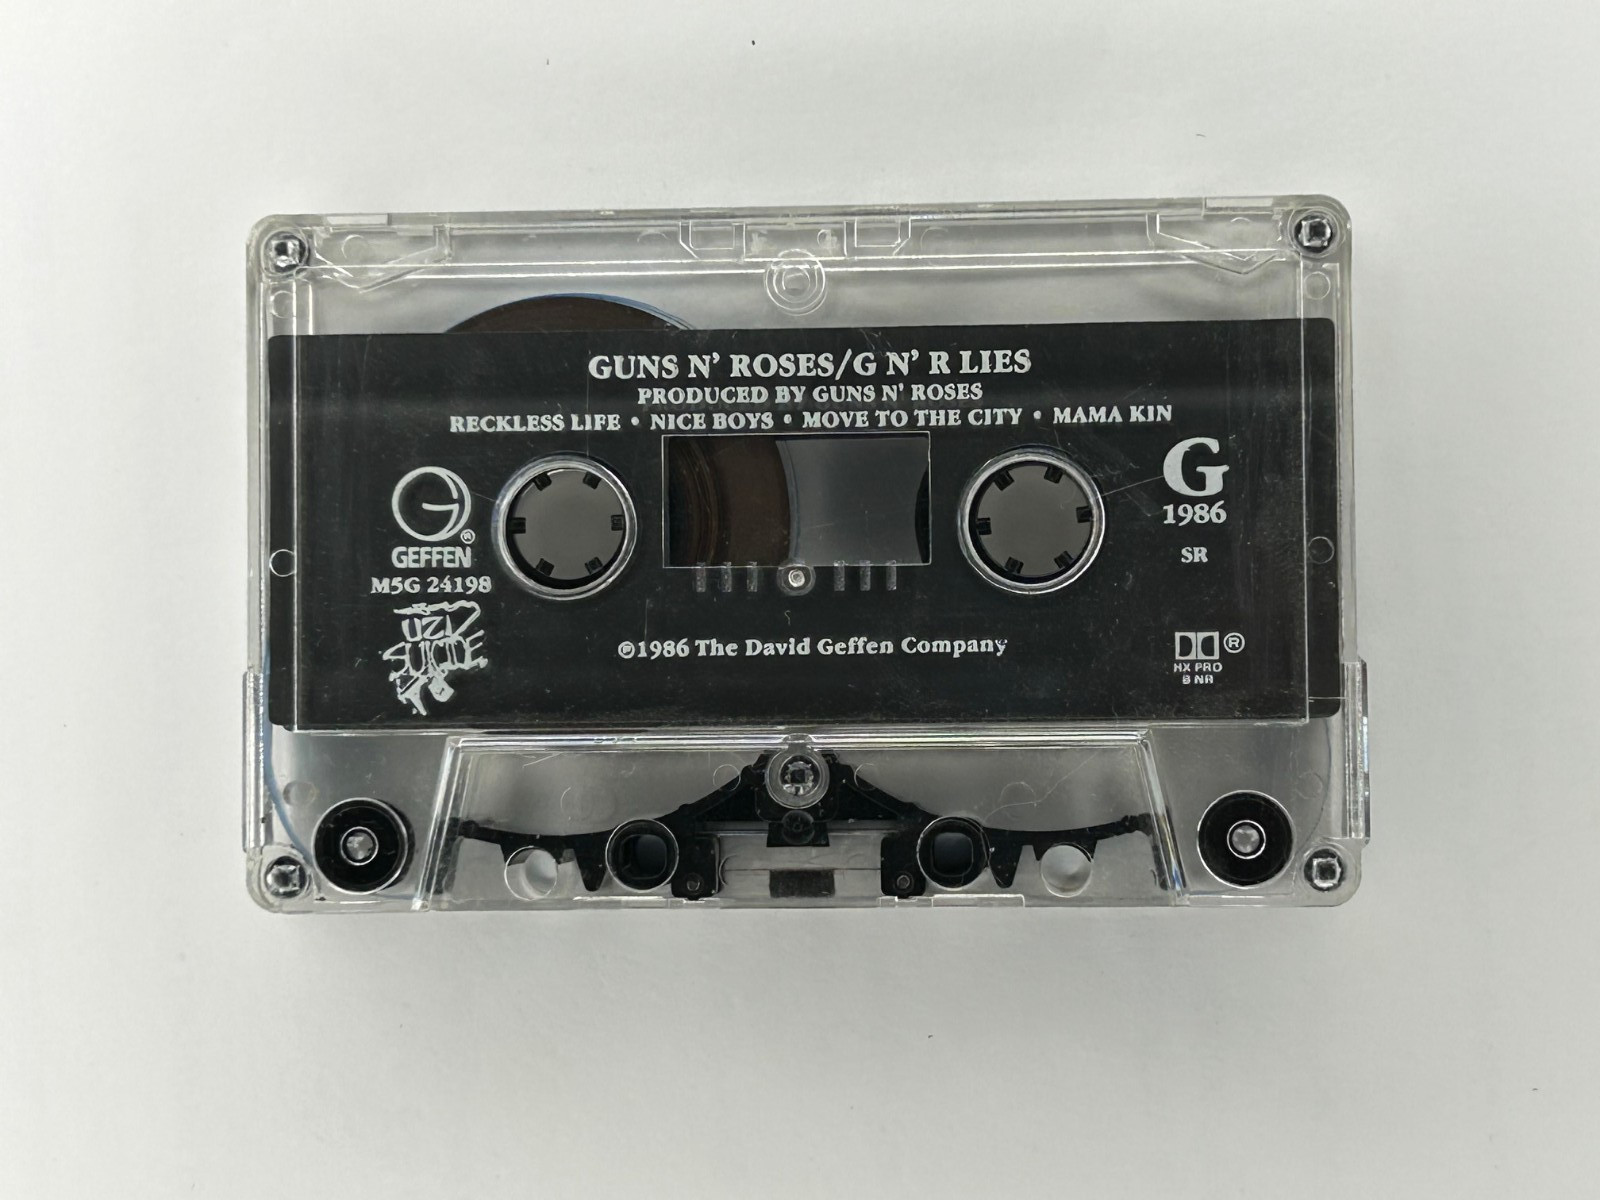 GUNS N' ROSES/G N' R LIES
PRODUCED BY GUNS N' ROSES
RECKLESS LIFE • NICE BOYS • MOVE TO THE CITY • MAMA KIN
G
1986
SR
GEFFEN®
M5G 24198
UZI
SUICIDE
℗1986 The David Geffen Company
®
HX PRO
B NR